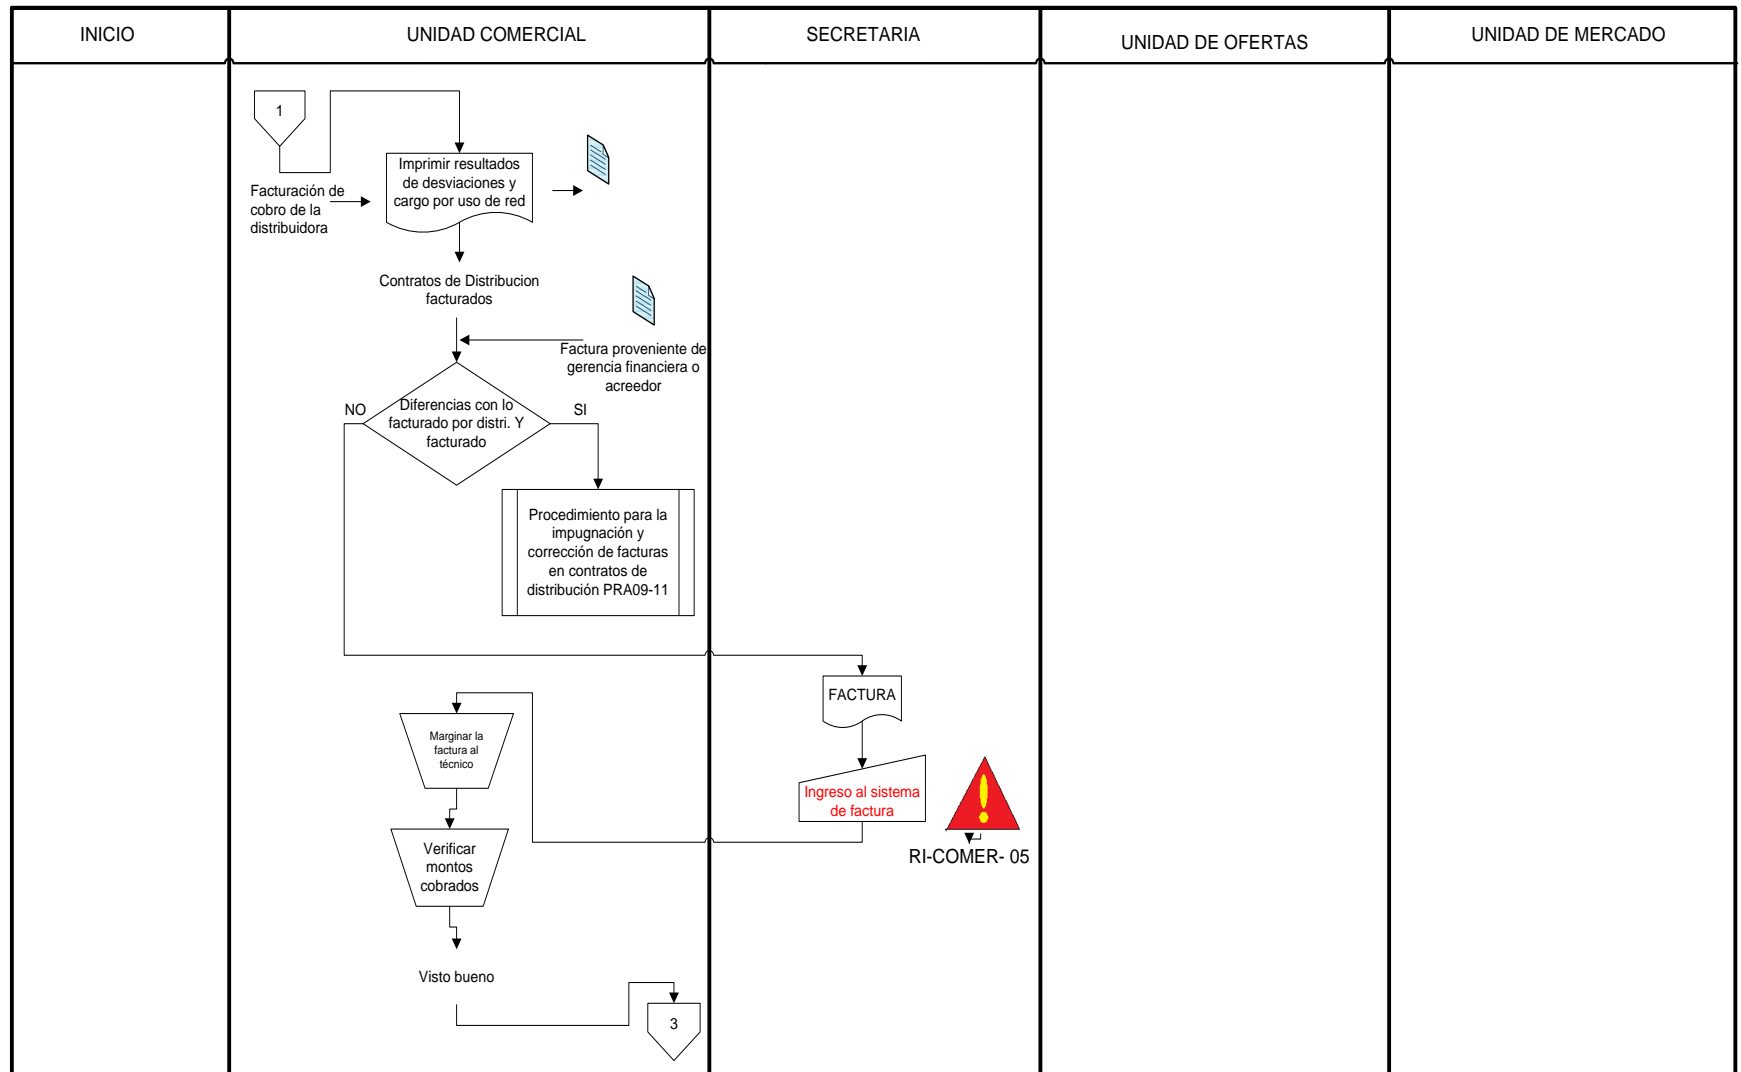 INICIO
UNIDAD COMERCIAL
SECRETARIA
UNIDAD DE OFERTAS
UNIDAD DE MERCADO
1
Imprimir resultados
de desviaciones y
cargo por uso de red
Facturación de
cobro de la
distribuidora
Contratos de Distribucion
facturados
Factura proveniente de
gerencia financiera o
acreedor
NO
Diferencias con lo
facturado por distri. Y
facturado
SI
Procedimiento para la
impugnación y
corrección de facturas
en contratos de
distribución PRA09-11
FACTURA
Marginar la
factura al
técnico
Ingreso al sistema
de factura
RI-COMER- 05
Verificar
montos
cobrados
Visto bueno
3